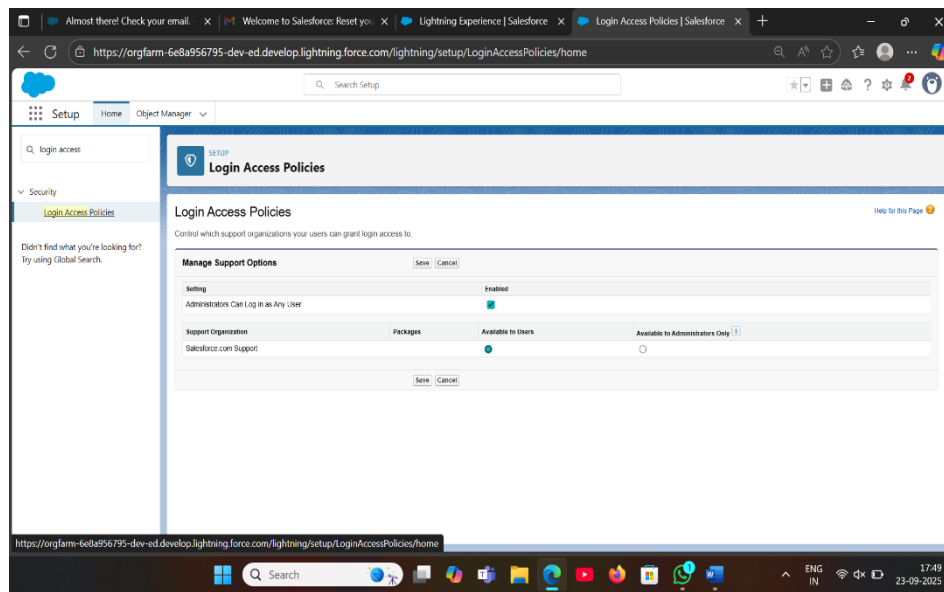 Almost there! Check your email. -
Welcome to Salesforce: Reset you
Lightning Experience | Salesforce
Login Access Policies | Salesforce
https://orgfarm-6e8a956795-dev-ed.develop.lightning.force.com/lightning/setup/LoginAccessPolicies/home
Search Setup
Setup Home Object Manager
login access
Security
Login Access Policies
Didn't find what you're looking for?
Try using Global Search.
SETUP
Login Access Policies
Login Access Policies
Help for this Page
Control which support organizations your users can grant login access to.
Manage Support Options Save Cancel
Setting Enabled
Administrators Can Log in as Any User
Support Organization Packages Available to Users Available to Administrators Only
Salesforce.com Support
Save Cancel
https://orgfarm-6e8a956795-dev-ed.develop.lightning.force.com/lightning/setup/LoginAccessPolicies/home
Search
ENG
IN
17:49
23-09-2025